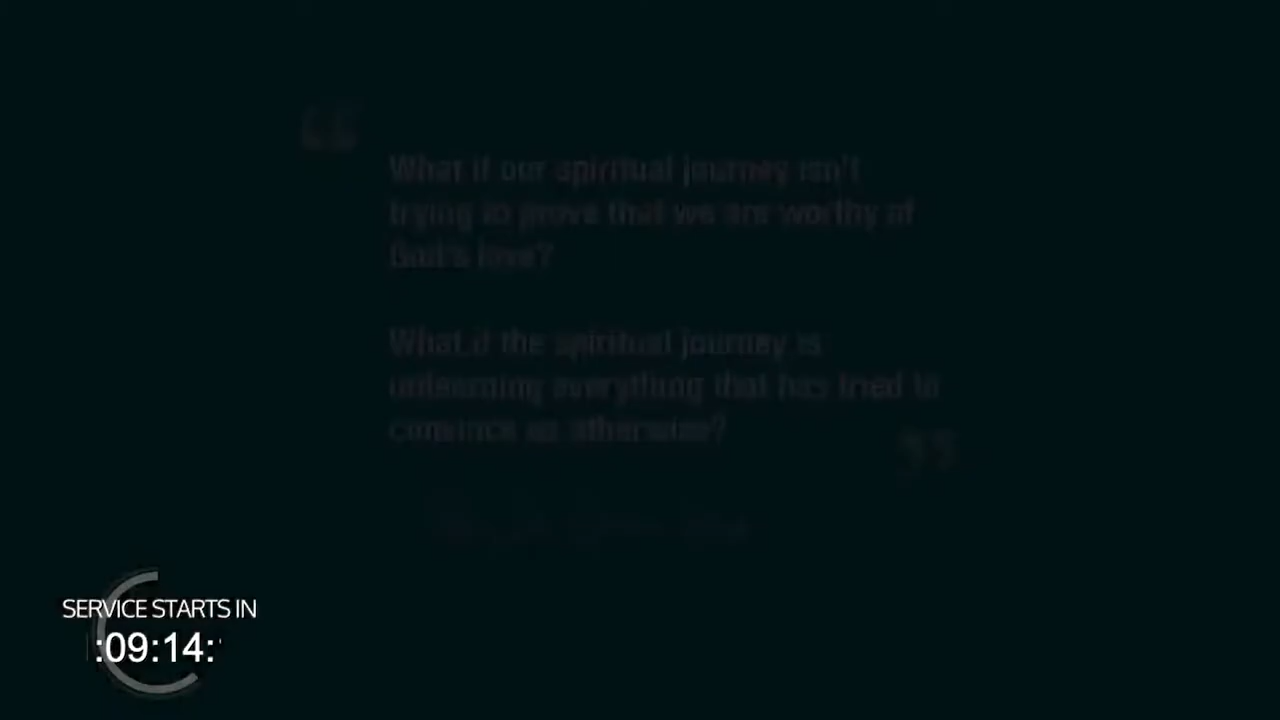 What if our spiritual journey isn't
trying to prove that we are worthy of
God's love?
What if the spiritual journey is
unlearning everything that has tried to
convince us otherwise?
SERVICE STARTS IN
:09:14: